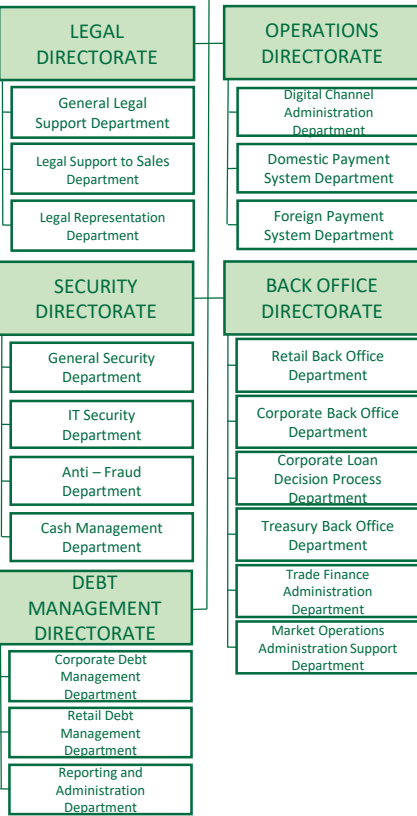 LEGAL
DIRECTORATE
General Legal
Support Department
Legal Support to Sales
Department
Legal Representation
Department
OPERATIONS
DIRECTORATE
Digital Channel
Administration
Department
Domestic Payment
System Department
Foreign Payment
System Department
SECURITY
DIRECTORATE
General Security
Department
IT Security
Department
Anti – Fraud
Department
Cash Management
Department
BACK OFFICE
DIRECTORATE
Retail Back Office
Department
Corporate Back Office
Department
Corporate Loan
Decision Process
Department
Treasury Back Office
Department
Trade Finance
Administration
Department
Market Operations
Administration Support
Department
DEBT
MANAGEMENT
DIRECTORATE
Corporate Debt
Management
Department
Retail Debt
Management
Department
Reporting and
Administration
Department